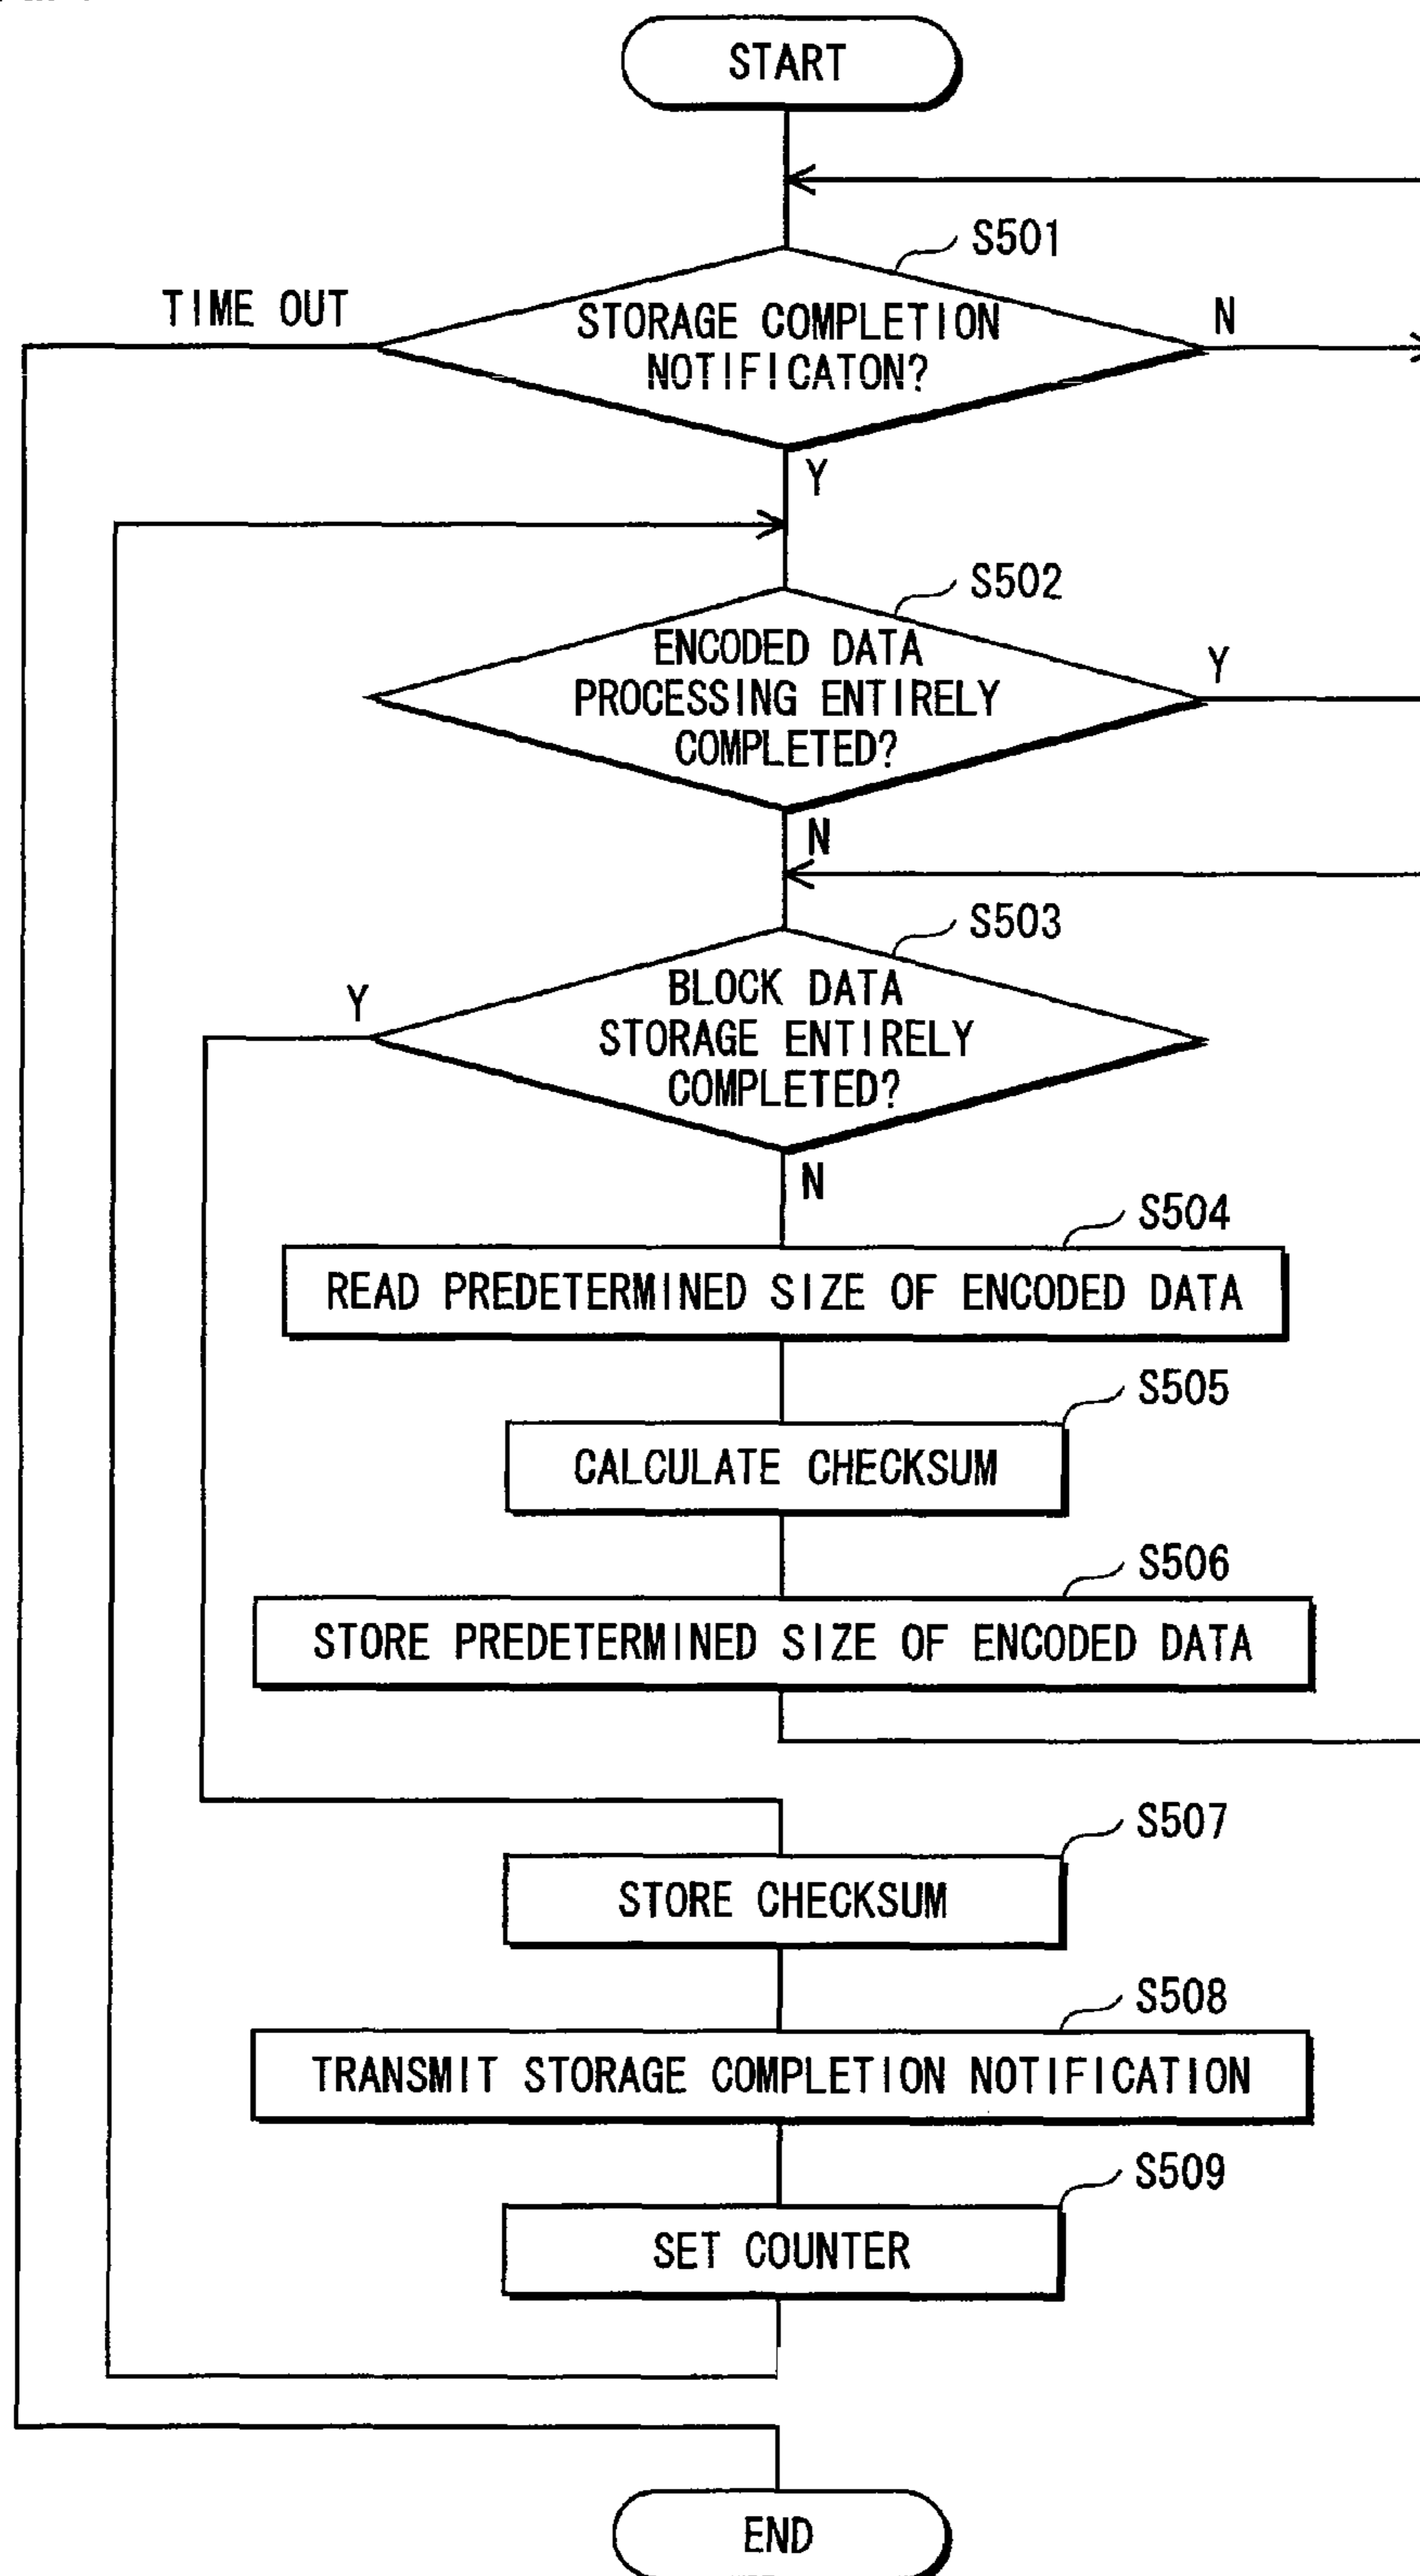 START
S501
TIME OUT
STORAGE COMPLETION
NOTIFICATON?
N
Y
S502
ENCODED DATA
PROCESSING ENTIRELY
COMPLETED?
Y
N
S503
BLOCK DATA
STORAGE ENTIRELY
COMPLETED?
Y
N
S504
READ PREDETERMINED SIZE OF ENCODED DATA
S505
CALCULATE CHECKSUM
S506
STORE PREDETERMINED SIZE OF ENCODED DATA
S507
STORE CHECKSUM
S508
TRANSMIT STORAGE COMPLETION NOTIFICATION
S509
SET COUNTER
END